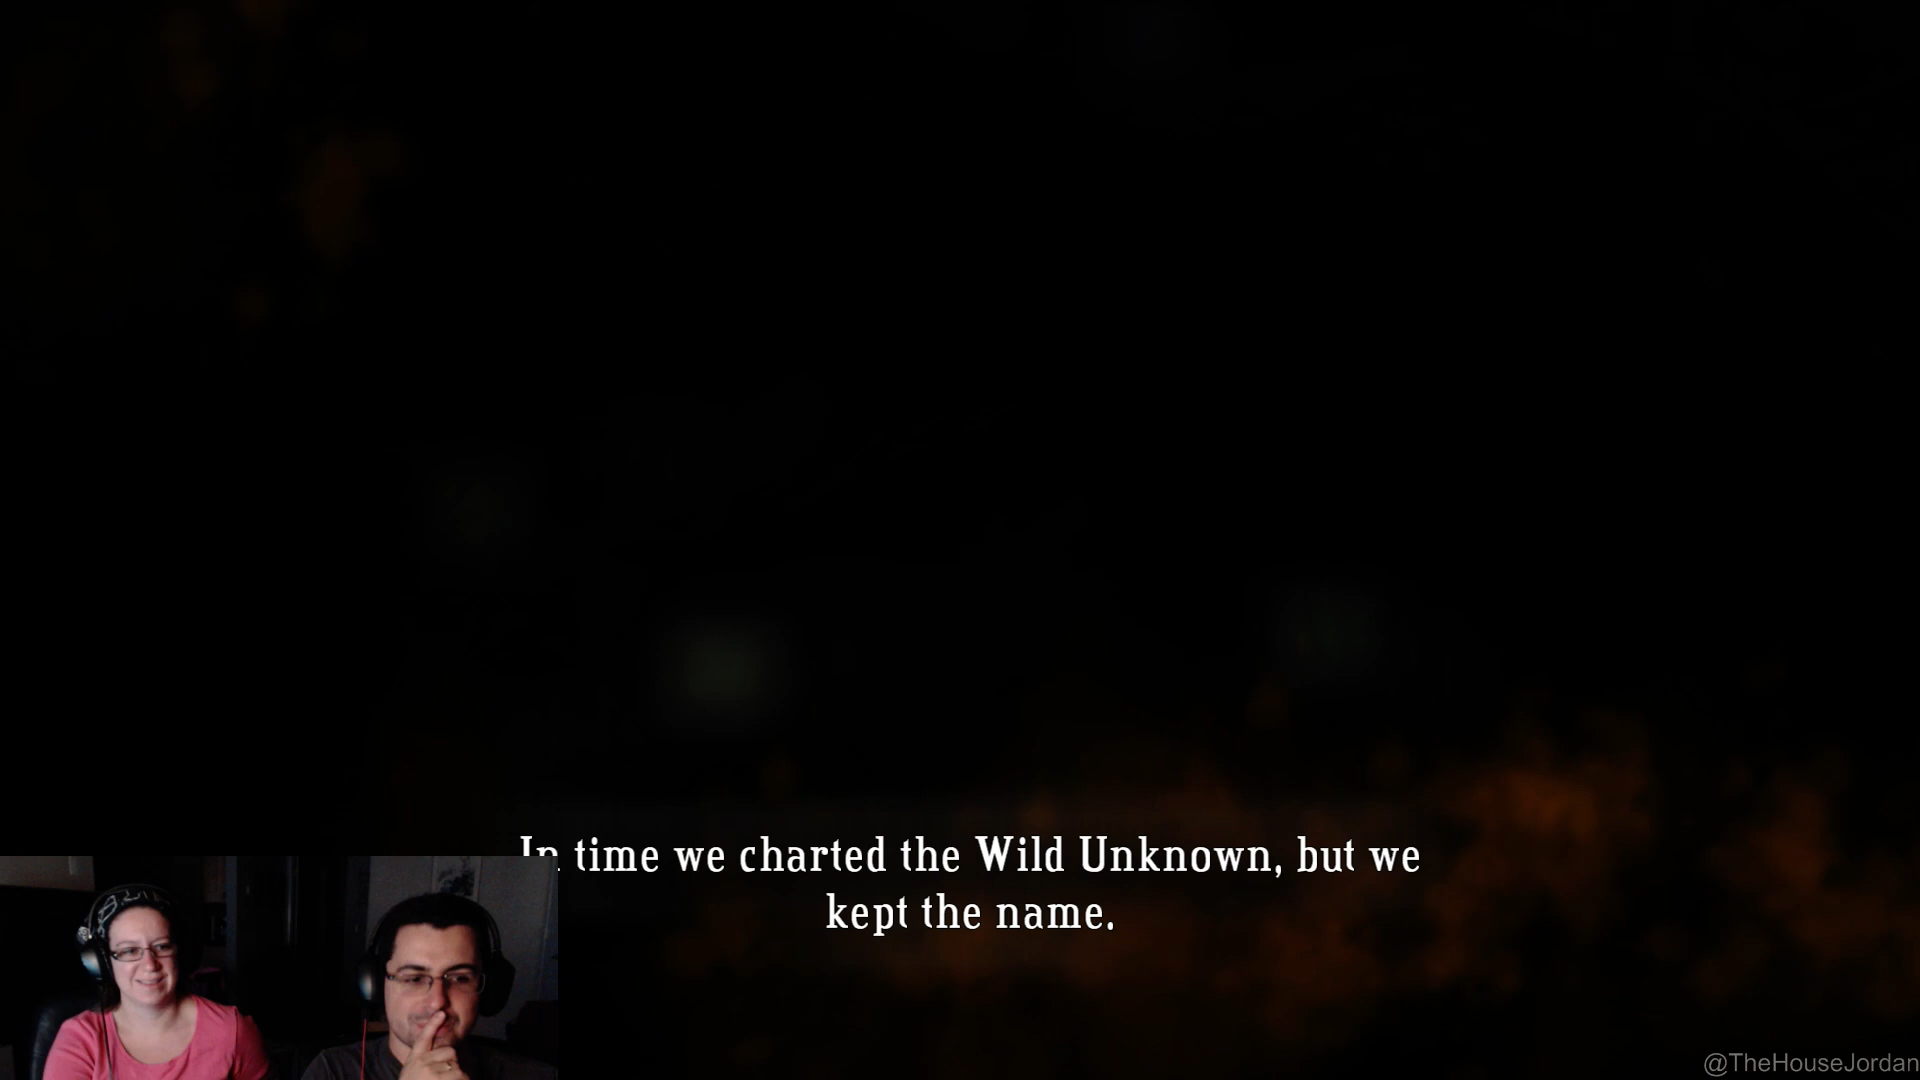 In time we charted the Wild Unknown, but we
kept the name.
@TheHouseJordan